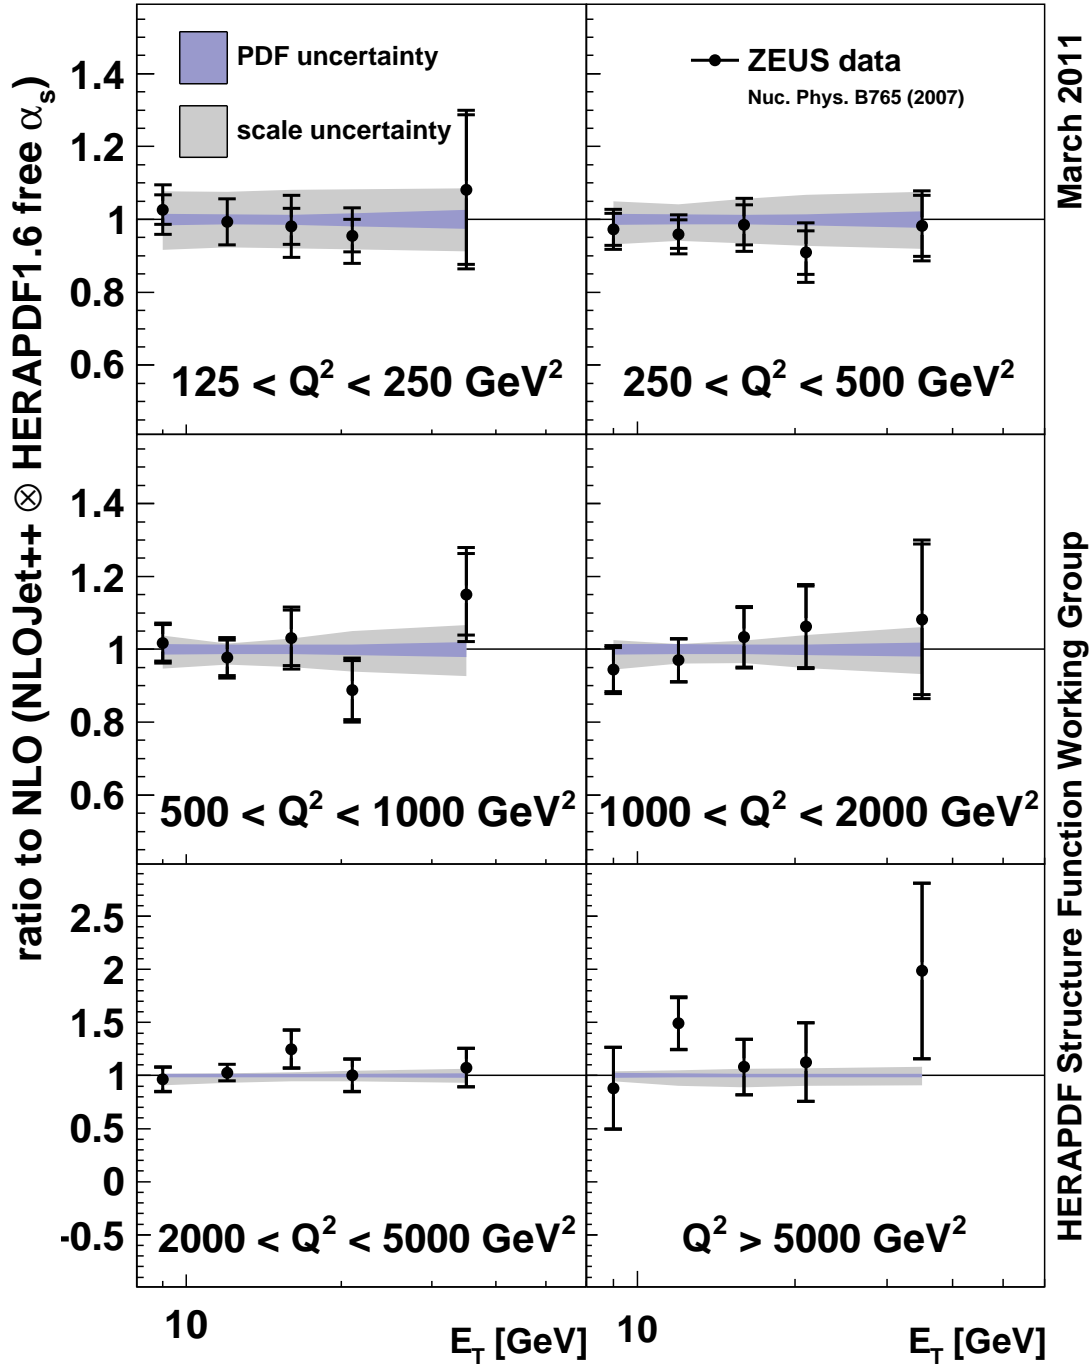 ratio to NLO (NLOJet++ ⊗ HERAPDF1.6 free α_s)
March 2011
HERAPDF Structure Function Working Group
PDF uncertainty
scale uncertainty
ZEUS data
Nuc. Phys. B765 (2007)
1.4
1.2
1
0.8
0.6
125 < Q² < 250 GeV²
250 < Q² < 500 GeV²
1.4
1.2
1
0.8
0.6
500 < Q² < 1000 GeV²
1000 < Q² < 2000 GeV²
2.5
2
1.5
1
0.5
0
-0.5
2000 < Q² < 5000 GeV²
Q² > 5000 GeV²
10
E_T [GeV]
10
E_T [GeV]